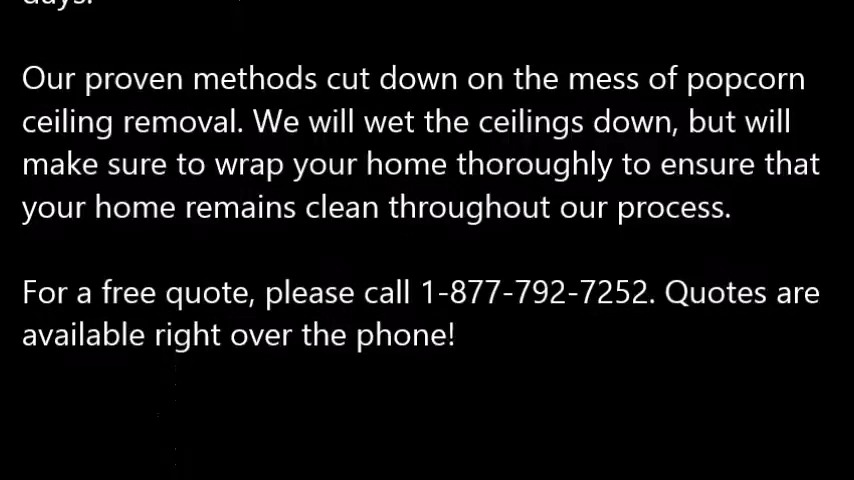 days.
Our proven methods cut down on the mess of popcorn
ceiling removal. We will wet the ceilings down, but will
make sure to wrap your home thoroughly to ensure that
your home remains clean throughout our process.
For a free quote, please call 1-877-792-7252. Quotes are
available right over the phone!